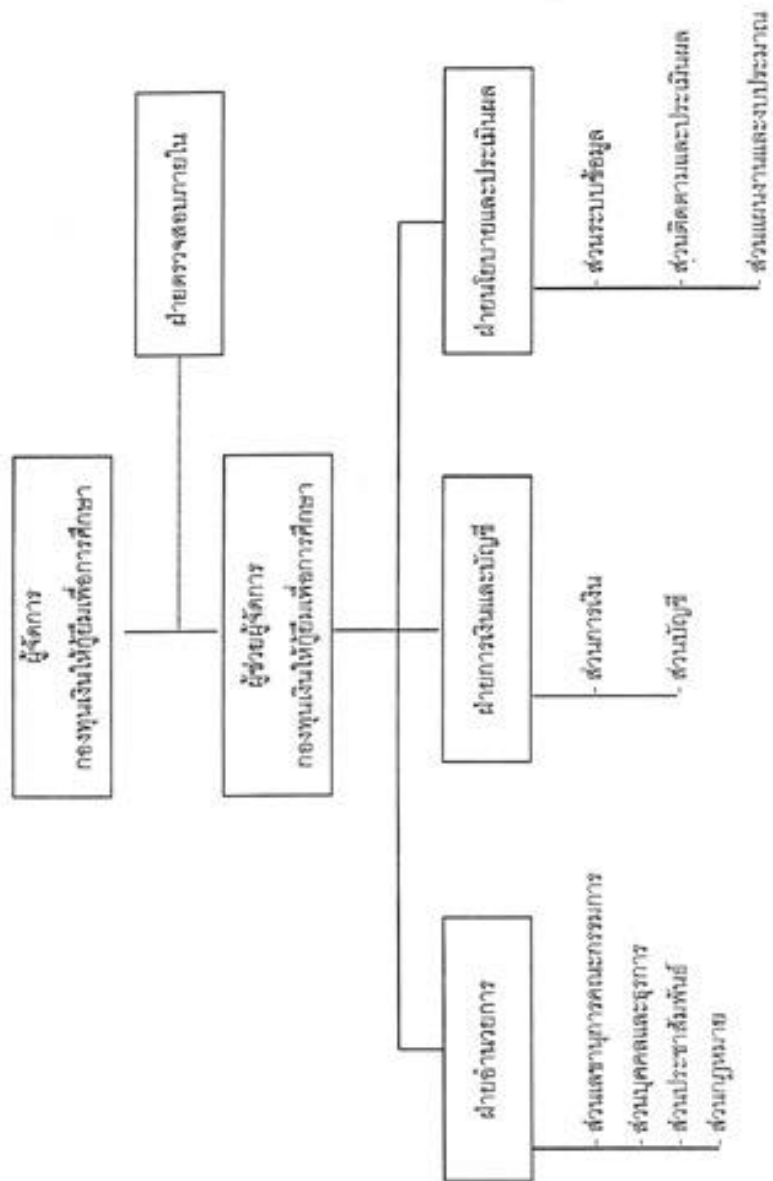 ผู้จัดการ
กองทุนเงินให้กู้ยืมเพื่อการศึกษา
ฝ่ายตรวจสอบภายใน
ผู้ช่วยผู้จัดการ
กองทุนเงินให้กู้ยืมเพื่อการศึกษา
ฝ่ายอำนวยการ
- ส่วนเลขานุการคณะกรรมการ
- ส่วนบุคคลและธุรการ
- ส่วนประชาสัมพันธ์
- ส่วนกฎหมาย
ฝ่ายการเงินและบัญชี
- ส่วนการเงิน
- ส่วนบัญชี
ฝ่ายนโยบายและประเมินผล
- ส่วนระบบข้อมูล
- ส่วนติดตามและประเมินผล
- ส่วนแผนงานและงบประมาณ